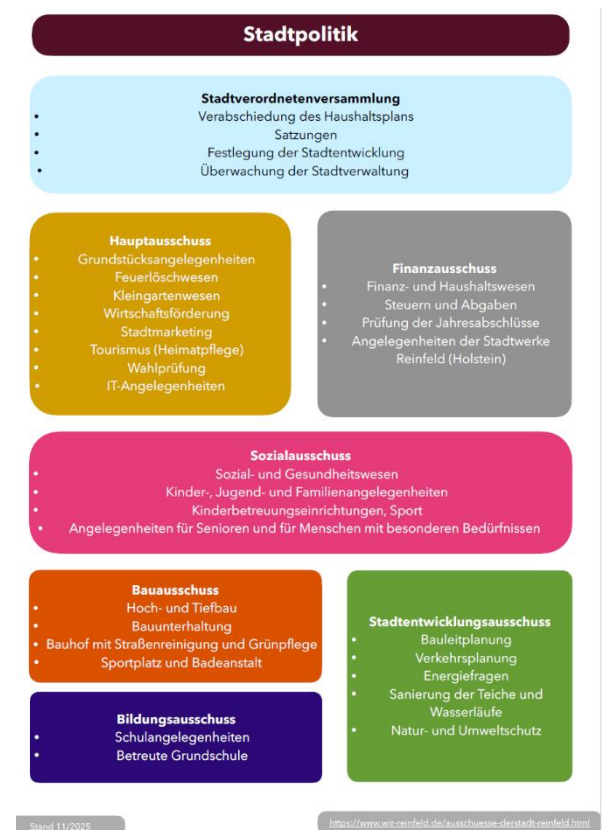 Stadtpolitik
Stadtverordnetenversammlung
• Verabschiedung des Haushaltsplans
• Satzungen
• Festlegung der Stadtentwicklung
• Überwachung der Stadtverwaltung
Hauptausschuss
• Grundstücksangelegenheiten
• Feuerlöschwesen
• Kleingartenwesen
• Wirtschaftsförderung
• Stadtmarketing
• Tourismus (Heimatpflege)
• Wahlprüfung
• IT-Angelegenheiten
Finanzausschuss
• Finanz- und Haushaltswesen
• Steuern und Abgaben
• Prüfung der Jahresabschlüsse
• Angelegenheiten der Stadtwerke
Reinfeld (Holstein)
Sozialausschuss
• Sozial- und Gesundheitswesen
• Kinder-, Jugend- und Familienangelegenheiten
• Kinderbetreuungseinrichtungen, Sport
• Angelegenheiten für Senioren und für Menschen mit besonderen Bedürfnissen
Bauausschuss
• Hoch- und Tiefbau
• Bauunterhaltung
• Bauhof mit Straßenreinigung und Grünpflege
• Sportplatz und Badeanstalt
Stadtentwicklungsausschuss
• Bauleitplanung
• Verkehrsplanung
• Energiefragen
• Sanierung der Teiche und
Wasserläufe
• Natur- und Umweltschutz
Bildungsausschuss
• Schulangelegenheiten
• Betreute Grundschule
Stand 11/2025
https://www.wir-reinfeld.de/ausschuesse-derstadt-reinfeld.html